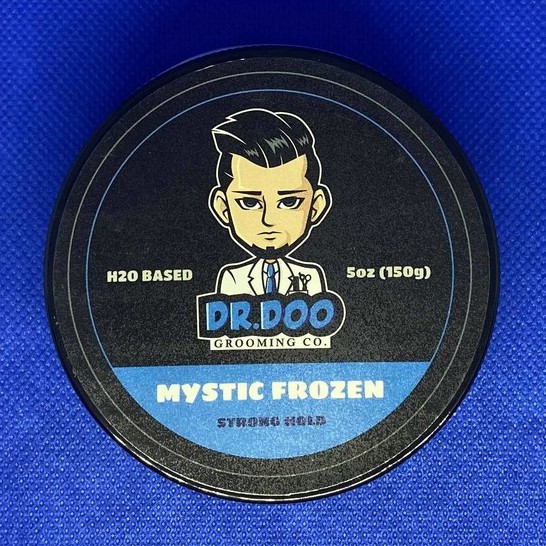 H2O BASED
5oz (150g)
DR.DOO
GROOMING CO.
MYSTIC FROZEN
STRONG HOLD